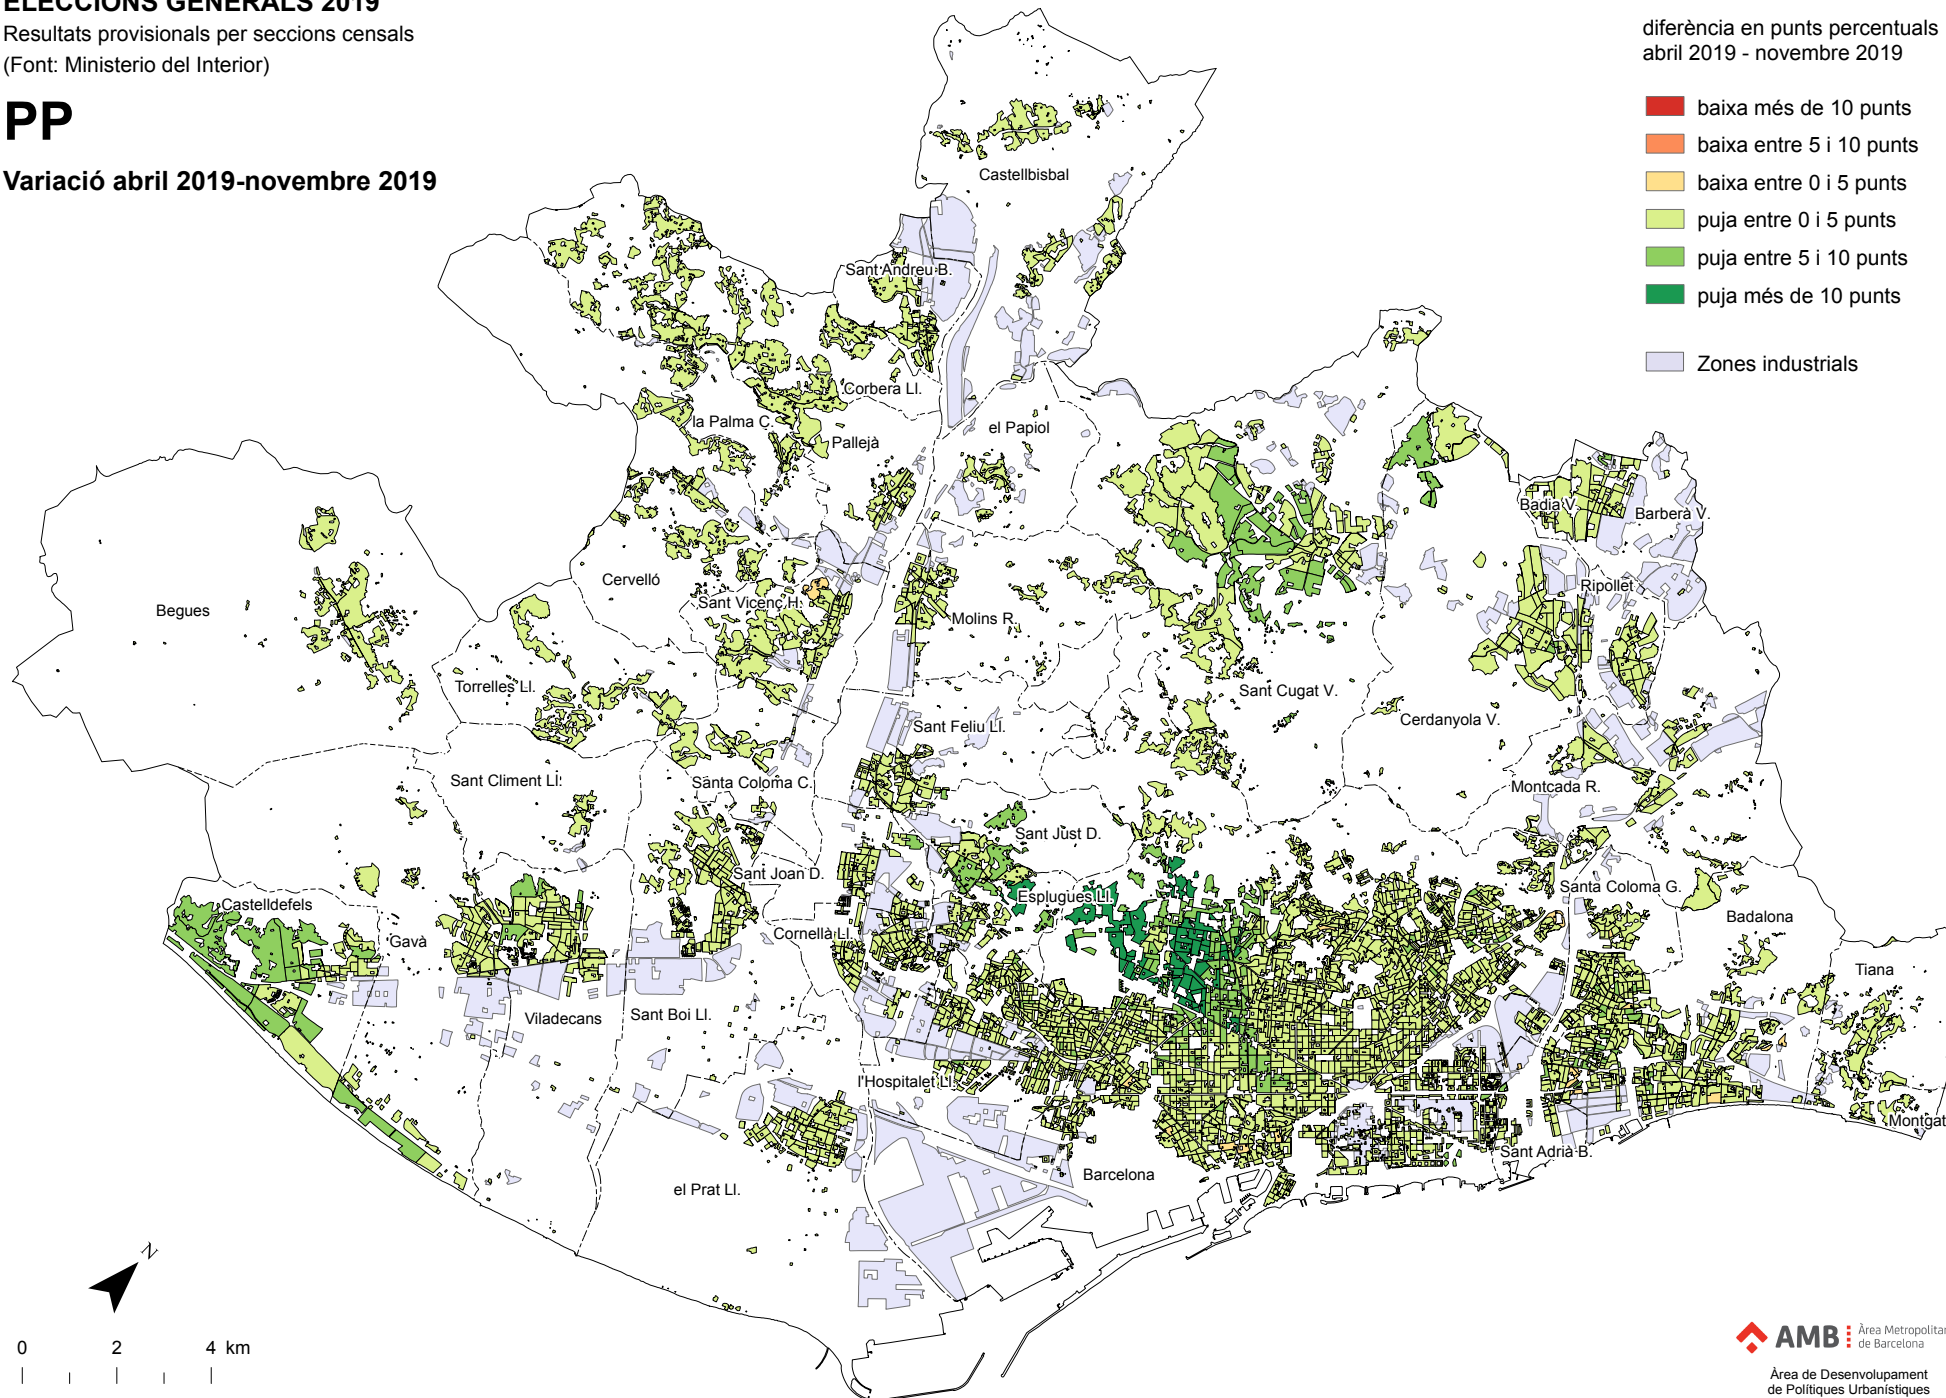 ELECCIONS GENERALS 2019
Resultats provisionals per seccions censals
(Font: Ministerio del Interior)
PP
Variació abril 2019-novembre 2019
diferència en punts percentuals
abril 2019 - novembre 2019
baixa més de 10 punts
baixa entre 5 i 10 punts
baixa entre 0 i 5 punts
puja entre 0 i 5 punts
puja entre 5 i 10 punts
puja més de 10 punts
Zones industrials
Castellbisbal
Sant Andreu B.
Corbera Ll.
la Palma C.
Pallejà
el Papiol
Badia V.
Barberà V.
Begues
Cervelló
Sant Vicenç H.
Molins R.
Ripollet
Torrelles Ll.
Sant Cugat V.
Cerdanyola V.
Sant Feliu Ll.
Sant Climent Ll.
Santa Coloma C.
Montcada R.
Sant Just D.
Sant Joan D.
Castelldefels
Gavà
Cornellà Ll.
Esplugues Ll.
Santa Coloma G.
Badalona
Tiana
Viladecans
Sant Boi Ll.
l'Hospitalet Ll.
Montgat
Sant Adrià B.
Barcelona
el Prat Ll.
N
0 2 4 km
AMB
Àrea Metropolitan
de Barcelona
Àrea de Desenvolupament
de Polítiques Urbanístiques